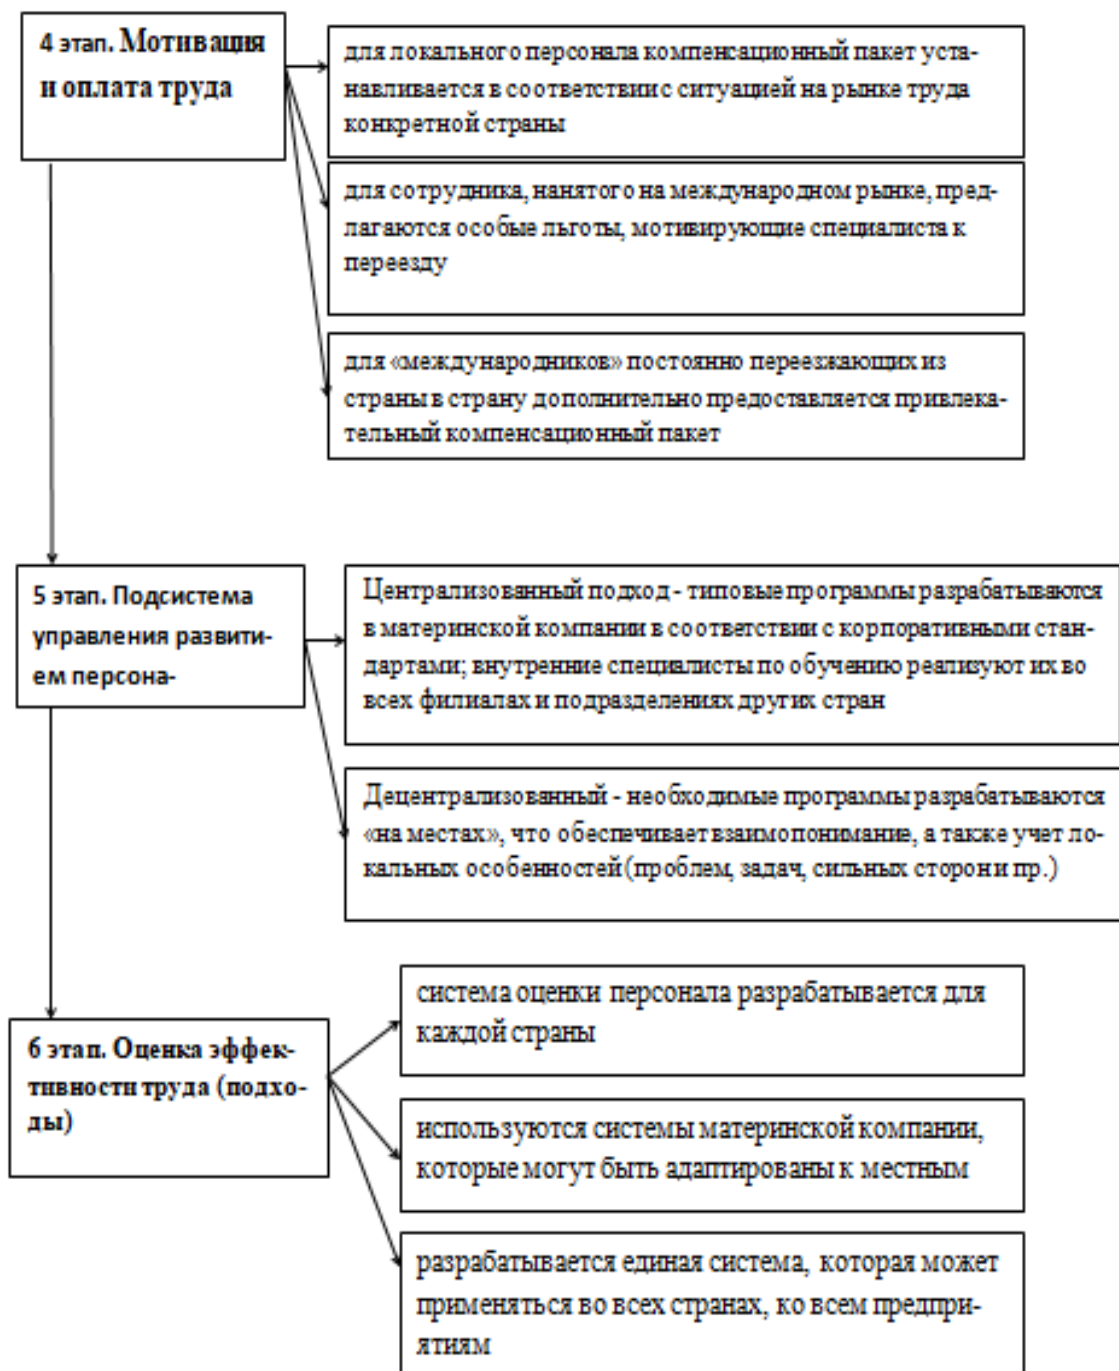 4 этап. Мотивация
и оплата труда
для локального персонала компенсационный пакет уста-
навливается в соответствии с ситуацией на рынке труда
конкретной страны
для сотрудника, нанятого на международном рынке, пред-
лагаются особые льготы, мотивирующие специалиста к
переезду
для «международников» постоянно переезжающих из
страны в страну дополнительно предоставляется привлека-
тельный компенсационный пакет
5 этап. Подсистема
управления развити-
ем персона-
Централизованный подход - типовые программы разрабатываются
в материнской компании в соответствии с корпоративными стан-
дартами; внутренние специалисты по обучению реализуют их во
всех филиалах и подразделениях других стран
Децентрализованный - необходимые программы разрабатываются
«на местах», что обеспечивает взаимопонимание, а также учет ло-
кальных особенностей (проблем, задач, сильных сторон и пр.)
6 этап. Оценка эффек-
тивности труда (подхо-
ды)
система оценки персонала разрабатывается для
каждой страны
используются системы материнской компании,
которые могут быть адаптированы к местным
разрабатывается единая система, которая может
применяться во всех странах, ко всем предпри-
ятиям